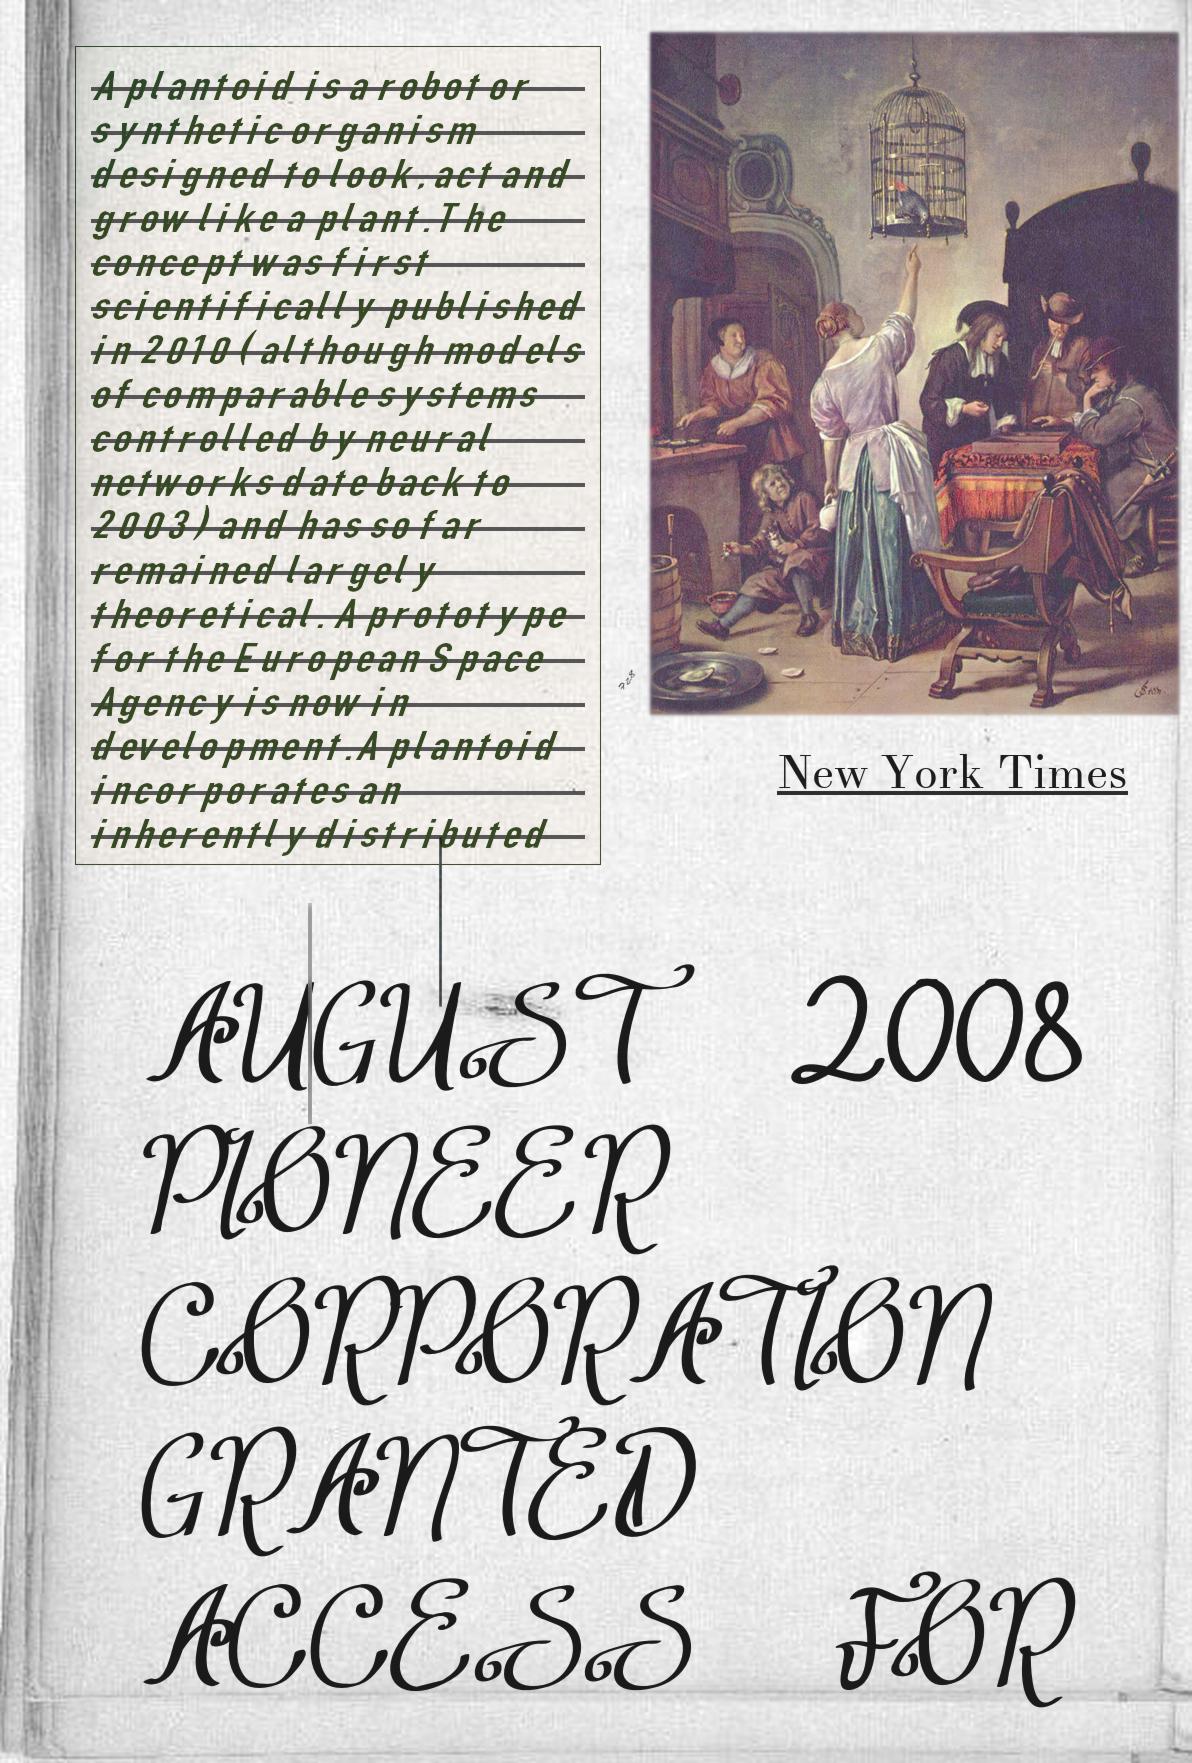 A plantoid is a robot or
synthetic organism
designed to look, act and
grow like a plant. The
concept was first
scientifically published
in 2010 (although models
of comparable systems
controlled by neural
networks date back to
2003) and has so far
remained largely
theoretical. A prototype
for the European Space
Agency is now in
development. A plantoid
incorporates an
inherently distributed
New York Times
AUGUST 2008
PIONEER
CORPORATION
GRANTED
ACCESS FOR